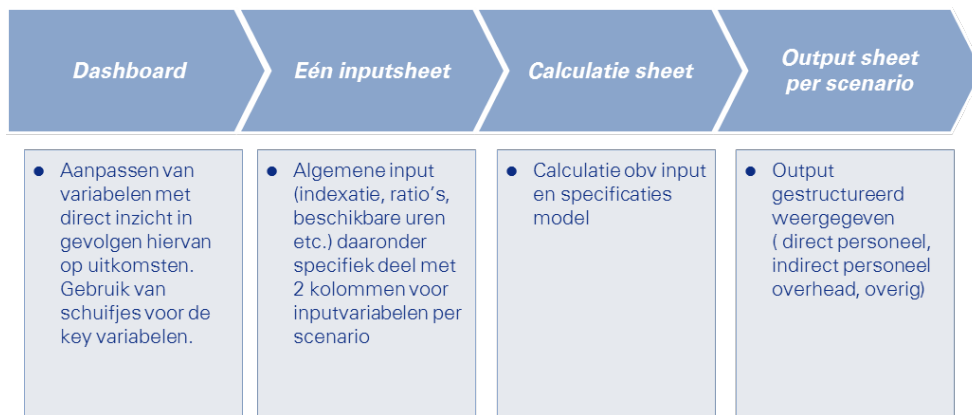 Dashboard
Eén inputsheet
Calculatie sheet
Output sheet
per scenario
● Aanpassen van
variabelen met
direct inzicht in
gevolgen hiervan
op uitkomsten.
Gebruik van
schuifjes voor de
key variabelen.
● Algemene input
(indexatie, ratio's,
beschikbare uren
etc.) daaronder
specifiek deel met
2 kolommen voor
inputvariabelen per
scenario
● Calculatie obv input
en specificaties
model
● Output
gestructureerd
weergegeven
( direct personeel,
indirect personeel
overhead, overig)